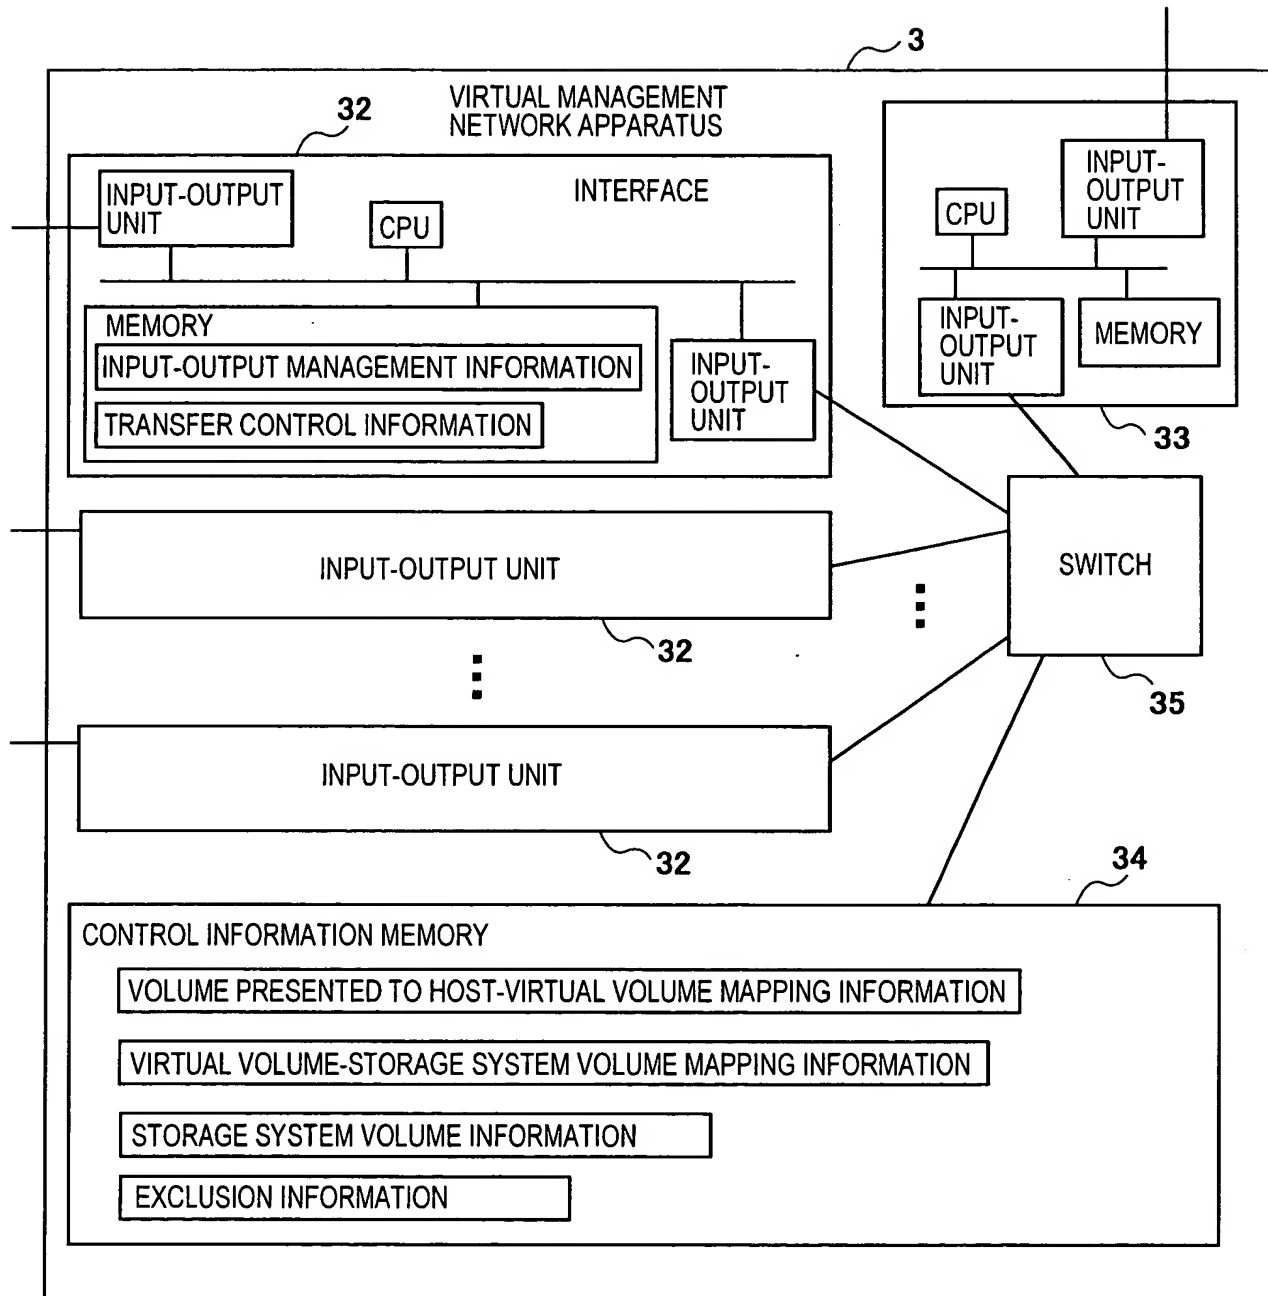 3
VIRTUAL MANAGEMENT
NETWORK APPARATUS
32
INTERFACE
INPUT-OUTPUT
UNIT
CPU
MEMORY
INPUT-OUTPUT MANAGEMENT INFORMATION
TRANSFER CONTROL INFORMATION
INPUT-
OUTPUT
UNIT
INPUT-
OUTPUT
UNIT
CPU
INPUT-
OUTPUT
UNIT
MEMORY
33
INPUT-OUTPUT UNIT
32
SWITCH
35
INPUT-OUTPUT UNIT
32
34
CONTROL INFORMATION MEMORY
VOLUME PRESENTED TO HOST-VIRTUAL VOLUME MAPPING INFORMATION
VIRTUAL VOLUME-STORAGE SYSTEM VOLUME MAPPING INFORMATION
STORAGE SYSTEM VOLUME INFORMATION
EXCLUSION INFORMATION